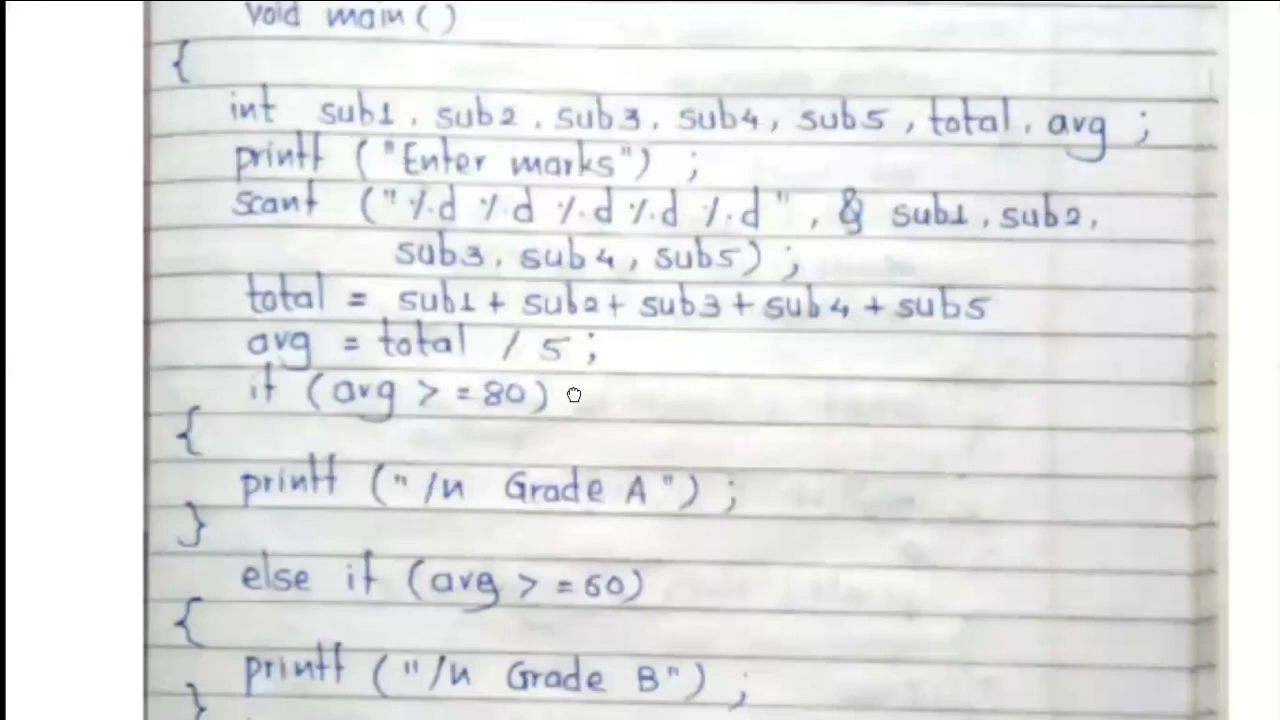 void main()
{
int sub1, sub2, sub3, sub4, sub5, total, avg ;
printf ("Enter marks") ;
scanf ("%d %d %d %d %d", & sub1, sub2,
sub3, sub4, sub5) ;
total = sub1 + sub2 + sub3 + sub4 + sub5
avg = total / 5 ;
if (avg > = 80)
{
printf ("/n Grade A") ;
}
else if (avg > = 60)
{
printf ("/n Grade B") ;
}